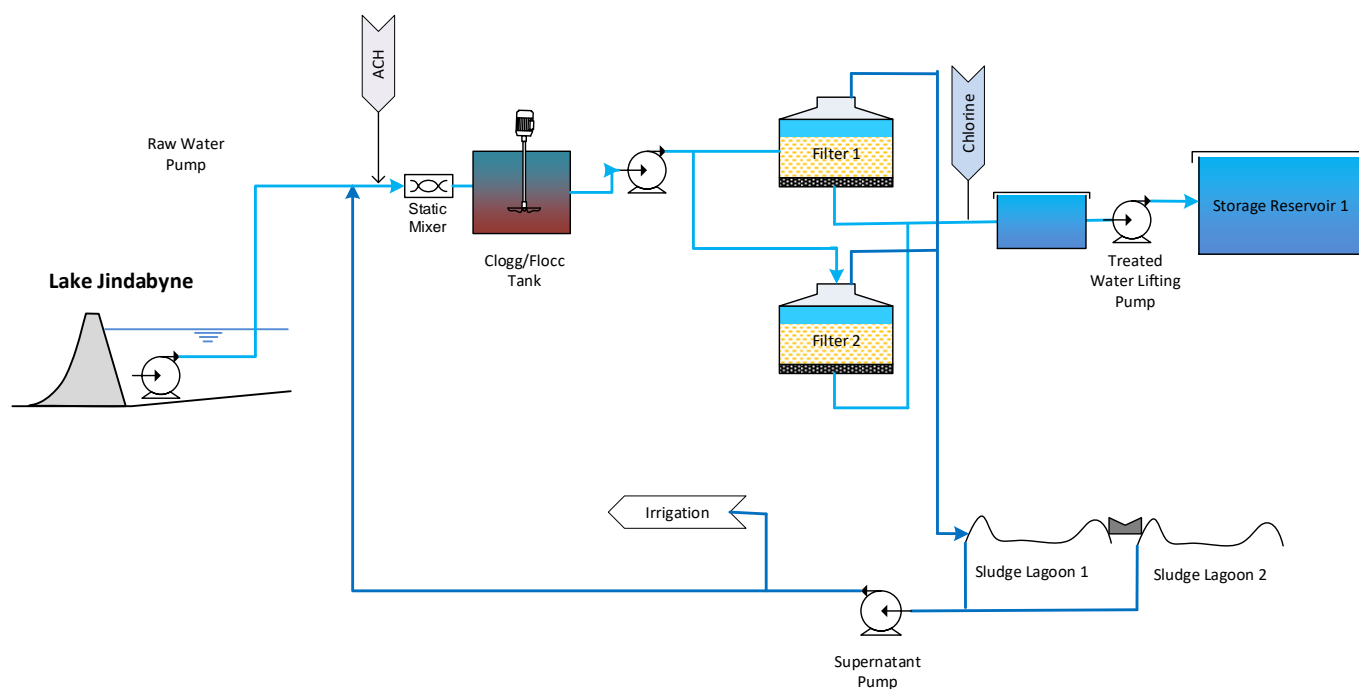 ACH
Raw Water
Pump
Static
Mixer
Clogg/Flocc
Tank
Lake Jindabyne
Filter 1
Filter 2
Chlorine
Storage Reservoir 1
Treated
Water Lifting
Pump
Irrigation
Sludge Lagoon 1
Sludge Lagoon 2
Supernatant
Pump